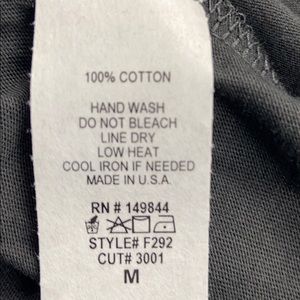 100% COTTON
HAND WASH
DO NOT BLEACH
LINE DRY
LOW HEAT
COOL IRON IF NEEDED
MADE IN U.S.A.
RN # 149844
STYLE# F292
CUT# 3001
M